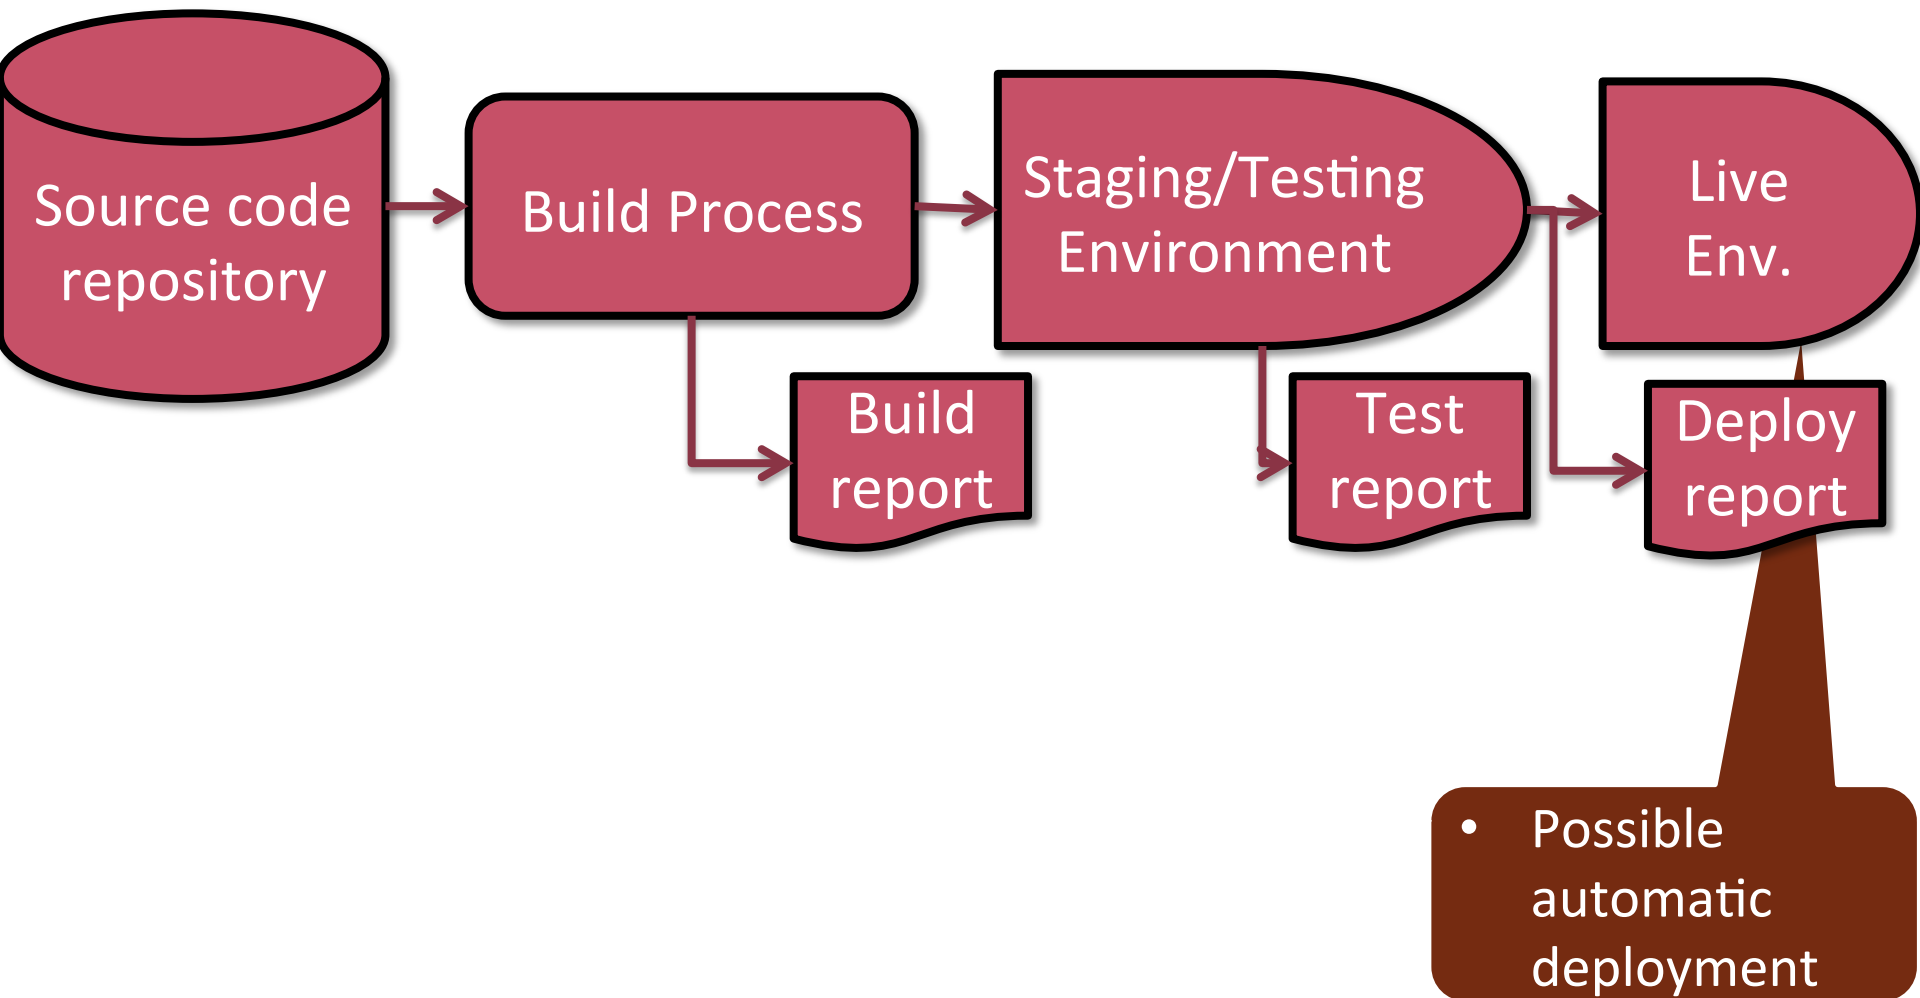 Source code
repository
Build Process
Staging/Testing
Environment
Live
Env.
Build
report
Test
report
Deploy
report
• Possible
automatic
deployment